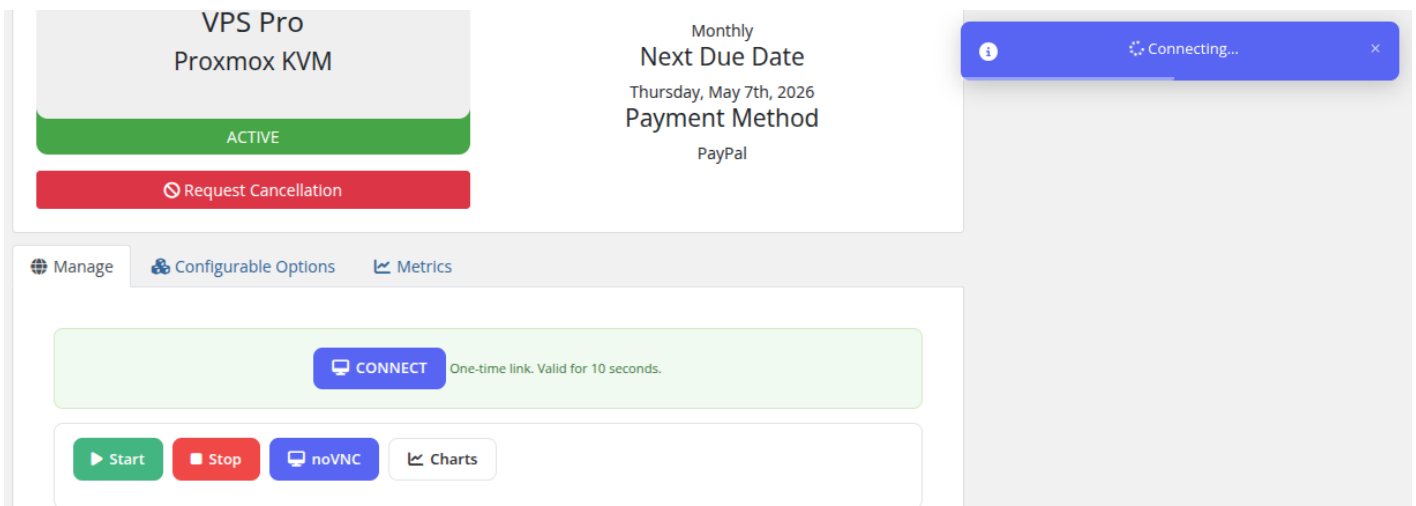 VPS Pro
Proxmox KVM
ACTIVE
Request Cancellation
Monthly
Next Due Date
Thursday, May 7th, 2026
Payment Method
PayPal
Connecting...
Manage
Configurable Options
Metrics
CONNECT One-time link. Valid for 10 seconds.
Start
Stop
noVNC
Charts